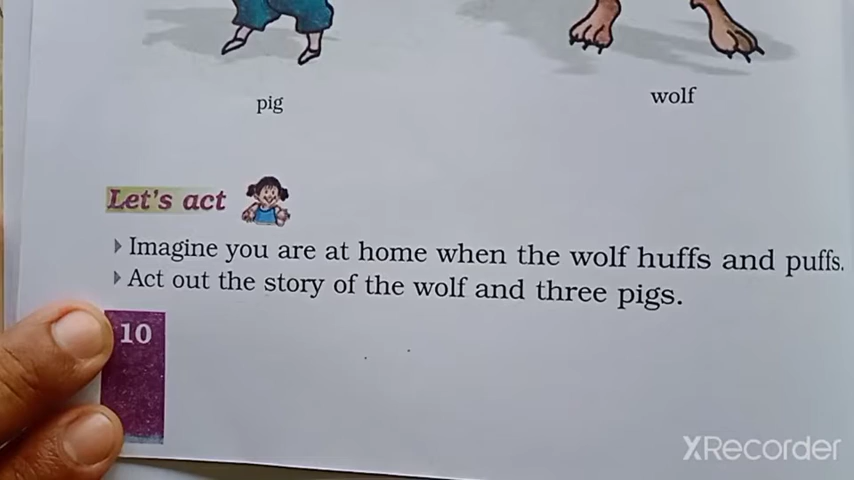 pig
wolf
Let's act
Imagine you are at home when the wolf huffs and puffs.
Act out the story of the wolf and three pigs.
10
XRecorder